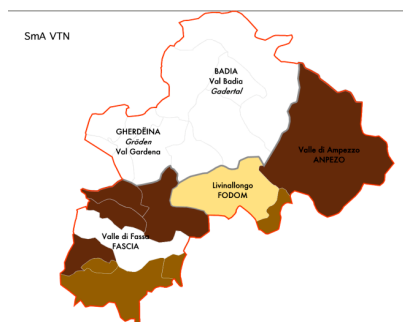 SmA VTN
BADIA
Val Badia
Gadertal
GHERDËINA
Gröden
Val Gardena
Valle di Ampezzo
ANPEZO
Livinallongo
FODOM
Valle di Fassa
FASCIA